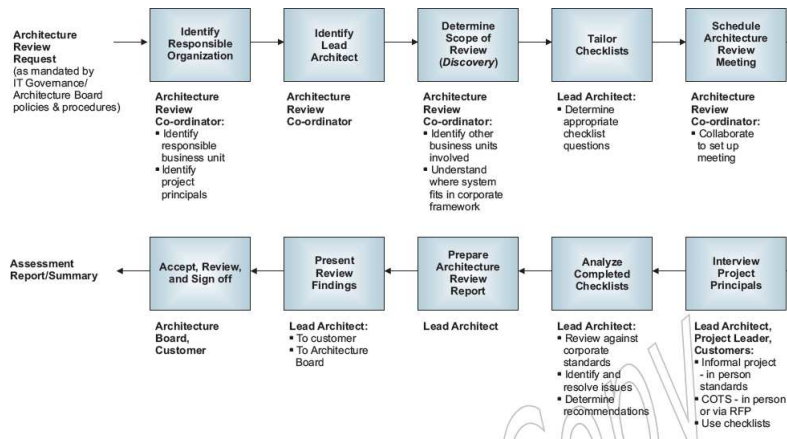 Architecture
Review
Request
(as mandated by
IT Governance/
Architecture Board
policies & procedures)
Identify
Responsible
Organization
Architecture
Review
Co-ordinator:
▪ Identify
responsible
business unit
▪ Identify
project
principals
Identify
Lead
Architect
Architecture
Review
Co-ordinator
Determine
Scope of
Review
(Discovery)
Architecture
Review
Co-ordinator:
▪ Identify other
business units
involved
▪ Understand
where system
fits in corporate
framework
Tailor
Checklists
Lead Architect:
▪ Determine
appropriate
checklist
questions
Schedule
Architecture
Review
Meeting
Architecture
Review
Co-ordinator:
▪ Collaborate
to set up
meeting
Interview
Project
Principals
Lead Architect,
Project Leader,
Customers:
▪ Informal project
- in person
standards
▪ COTS - in person
or via RFP
▪ Use checklists
Analyze
Completed
Checklists
Lead Architect:
▪ Review against
corporate
standards
▪ Identify and
resolve issues
▪ Determine
recommendations
Prepare
Architecture
Review
Report
Lead Architect
Present
Review
Findings
Lead Architect:
▪ To customer
▪ To Architecture
Board
Accept, Review,
and Sign off
Architecture
Board,
Customer
Assessment
Report/Summary
copy